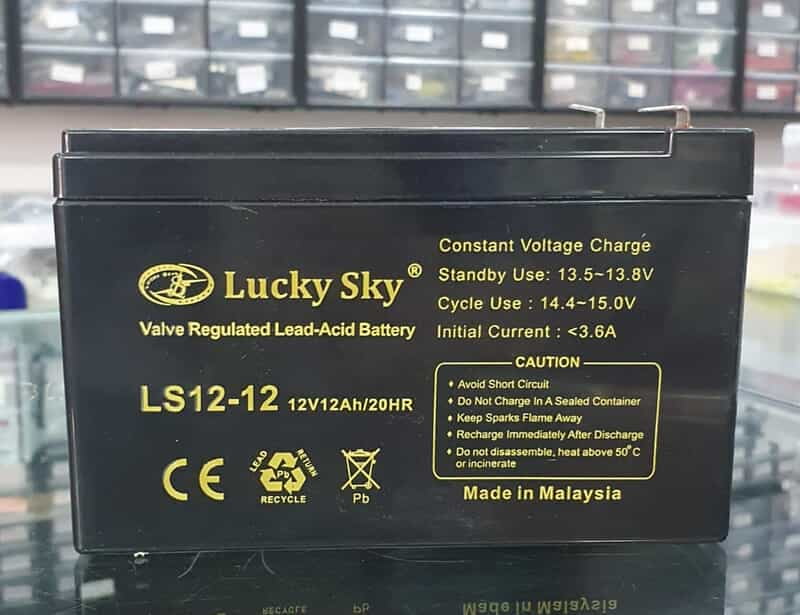 Lucky Sky®
Valve Regulated Lead-Acid Battery
LS12-12 12V12Ah/20HR
CE
LEAD
RETURN
Pb
RECYCLE
Pb
Constant Voltage Charge
Standby Use: 13.5~13.8V
Cycle Use : 14.4~15.0V
Initial Current : <3.6A
CAUTION
♦ Avoid Short Circuit
♦ Do Not Charge In A Sealed Container
♦ Keep Sparks Flame Away
♦ Recharge Immediately After Discharge
♦ Do not disassemble, heat above 50°C
or incinerate
Made in Malaysia